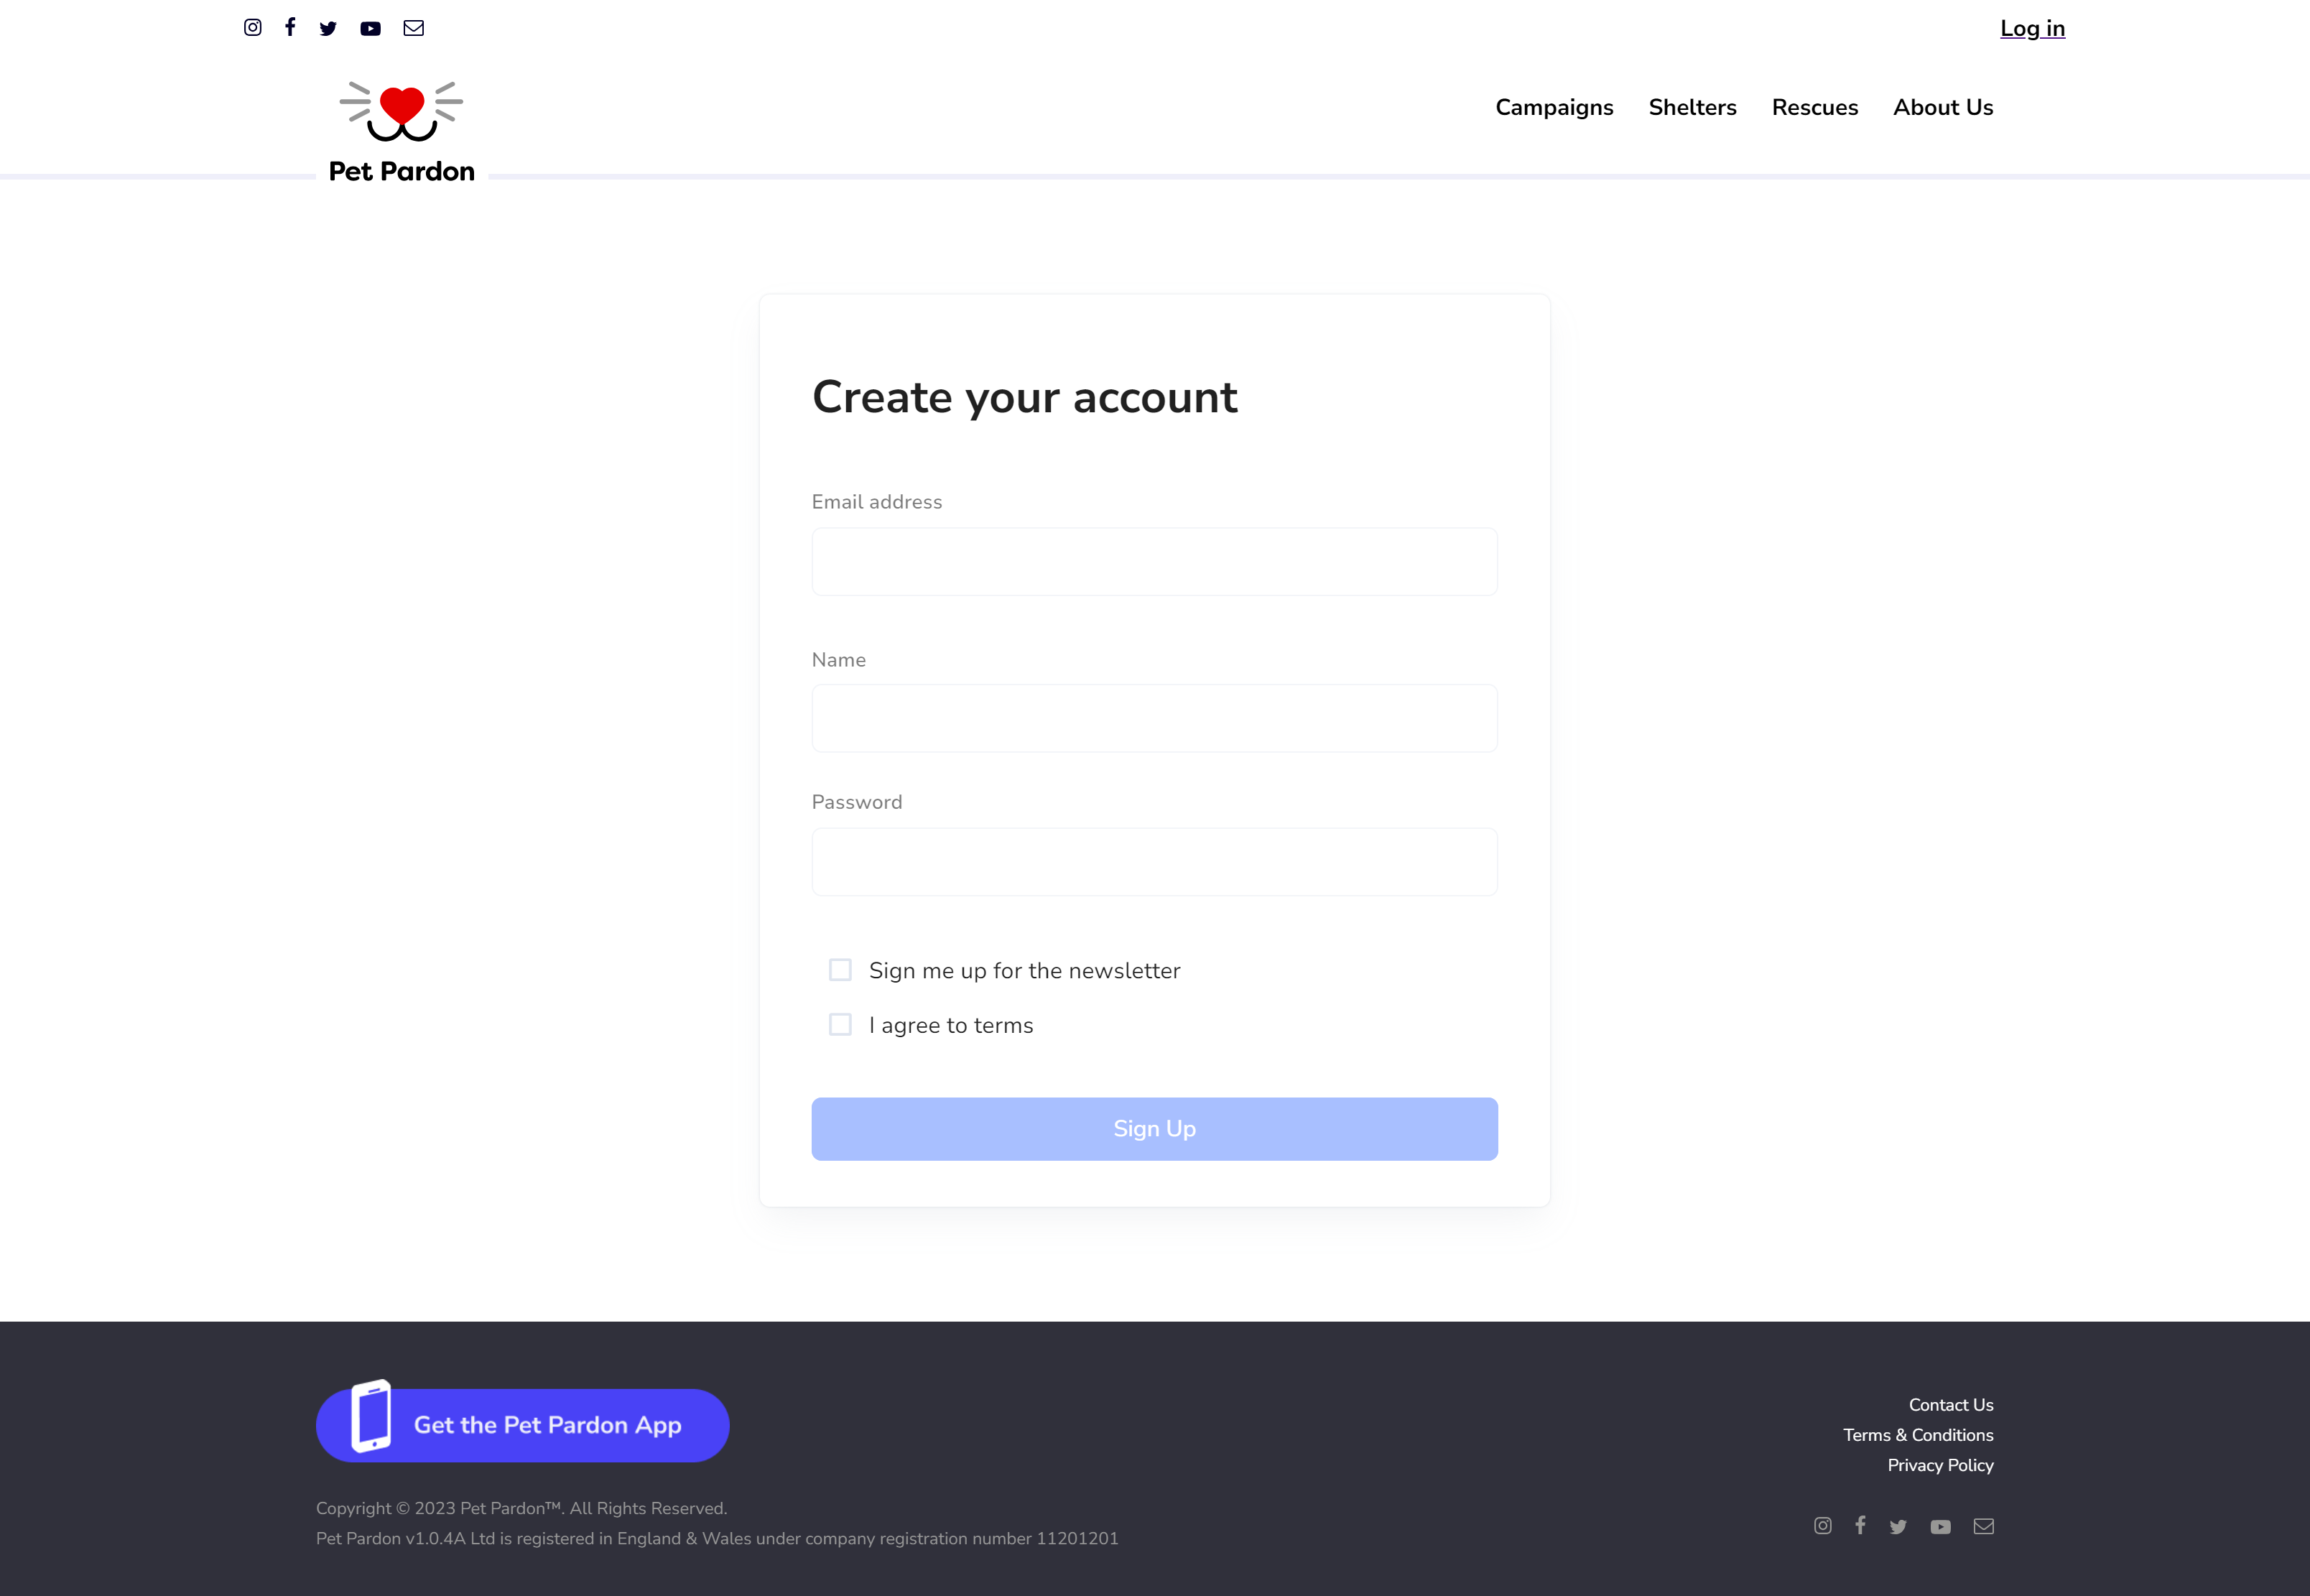 Log in
Pet Pardon
Campaigns Shelters Rescues About Us
Create your account
Email address
Name
Password
Sign me up for the newsletter
I agree to terms
Sign Up
Get the Pet Pardon App
Contact Us
Terms & Conditions
Privacy Policy
Copyright © 2023 Pet Pardon™. All Rights Reserved.
Pet Pardon v1.0.4A Ltd is registered in England & Wales under company registration number 11201201